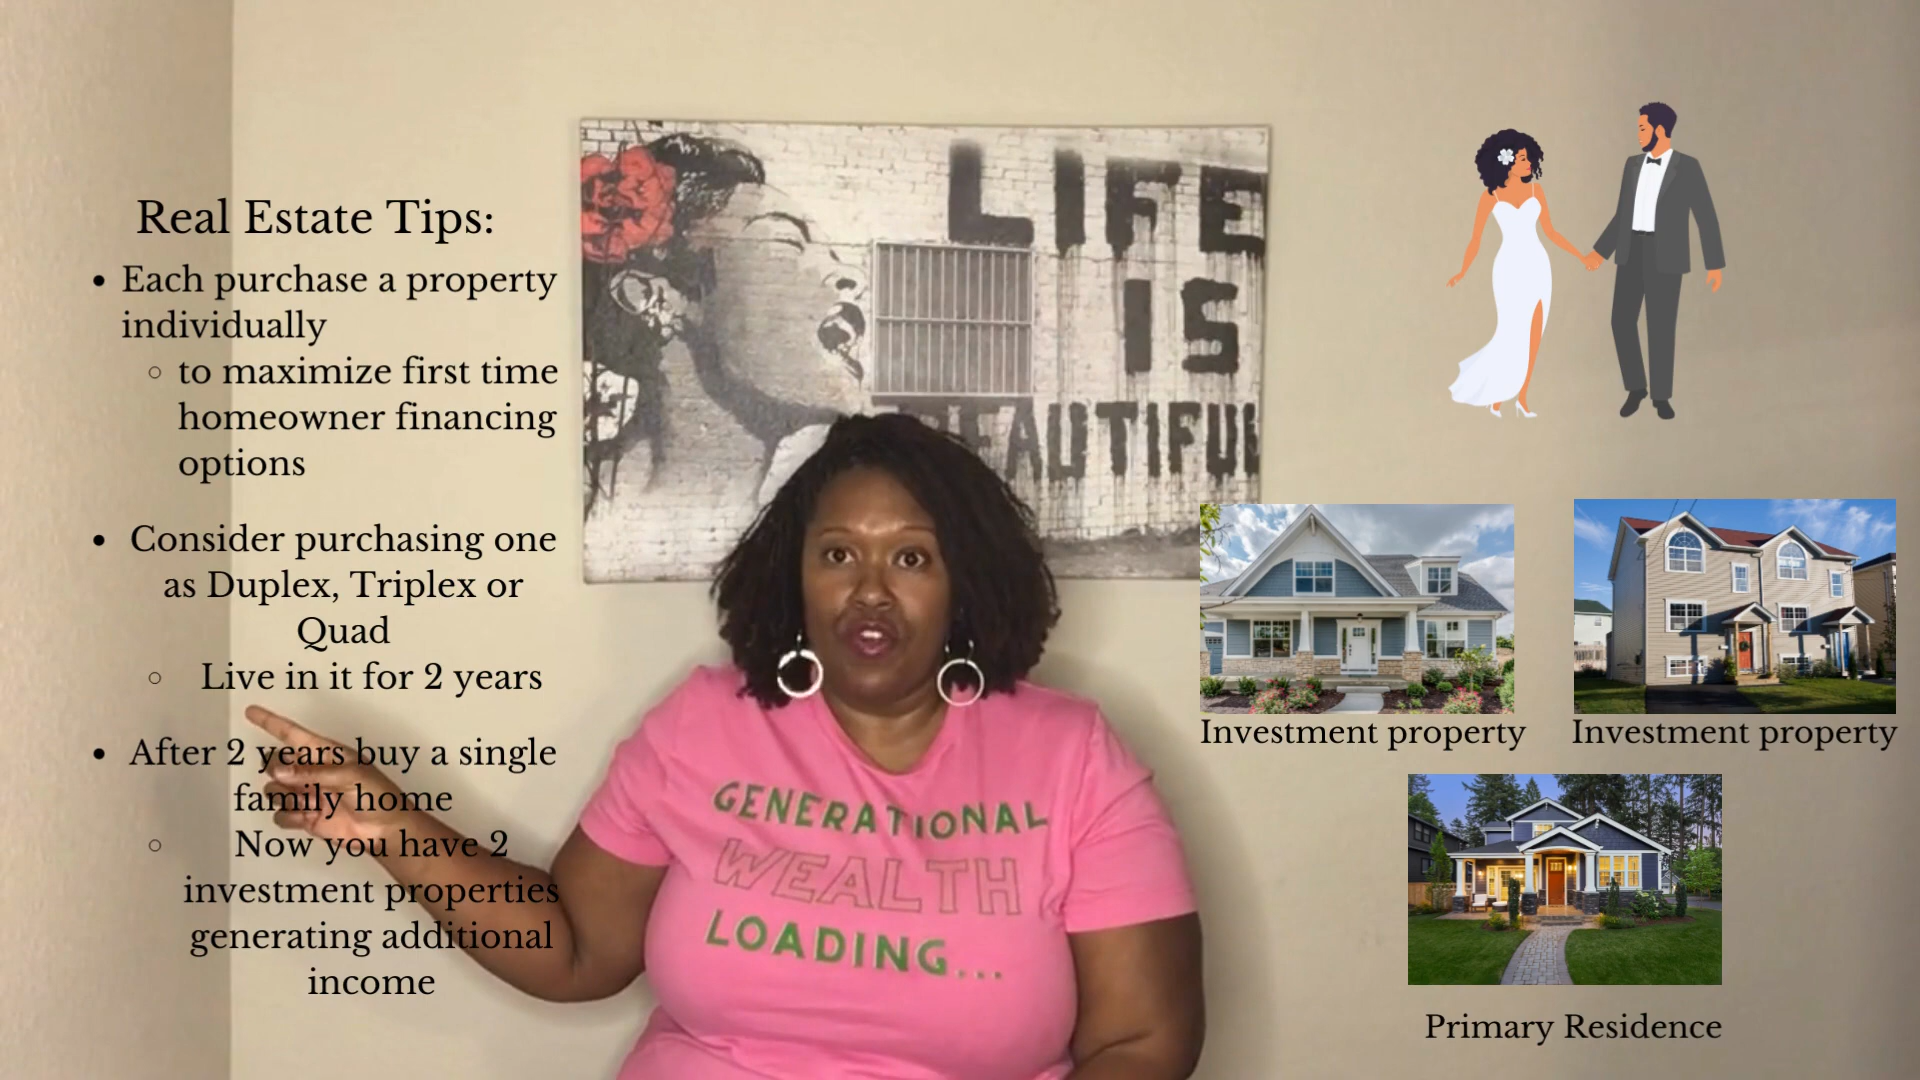 Real Estate Tips:
• Each purchase a property
individually
○ to maximize first time
homeowner financing
options
• Consider purchasing one
as Duplex, Triplex or
Quad
○ Live in it for 2 years
• After 2 years buy a single
family home
○ Now you have 2
investment properties
generating additional
income
LIFE
IS
BEAUTIFUL
GENERATIONAL
WEALTH
LOADING...
Investment property
Investment property
Primary Residence